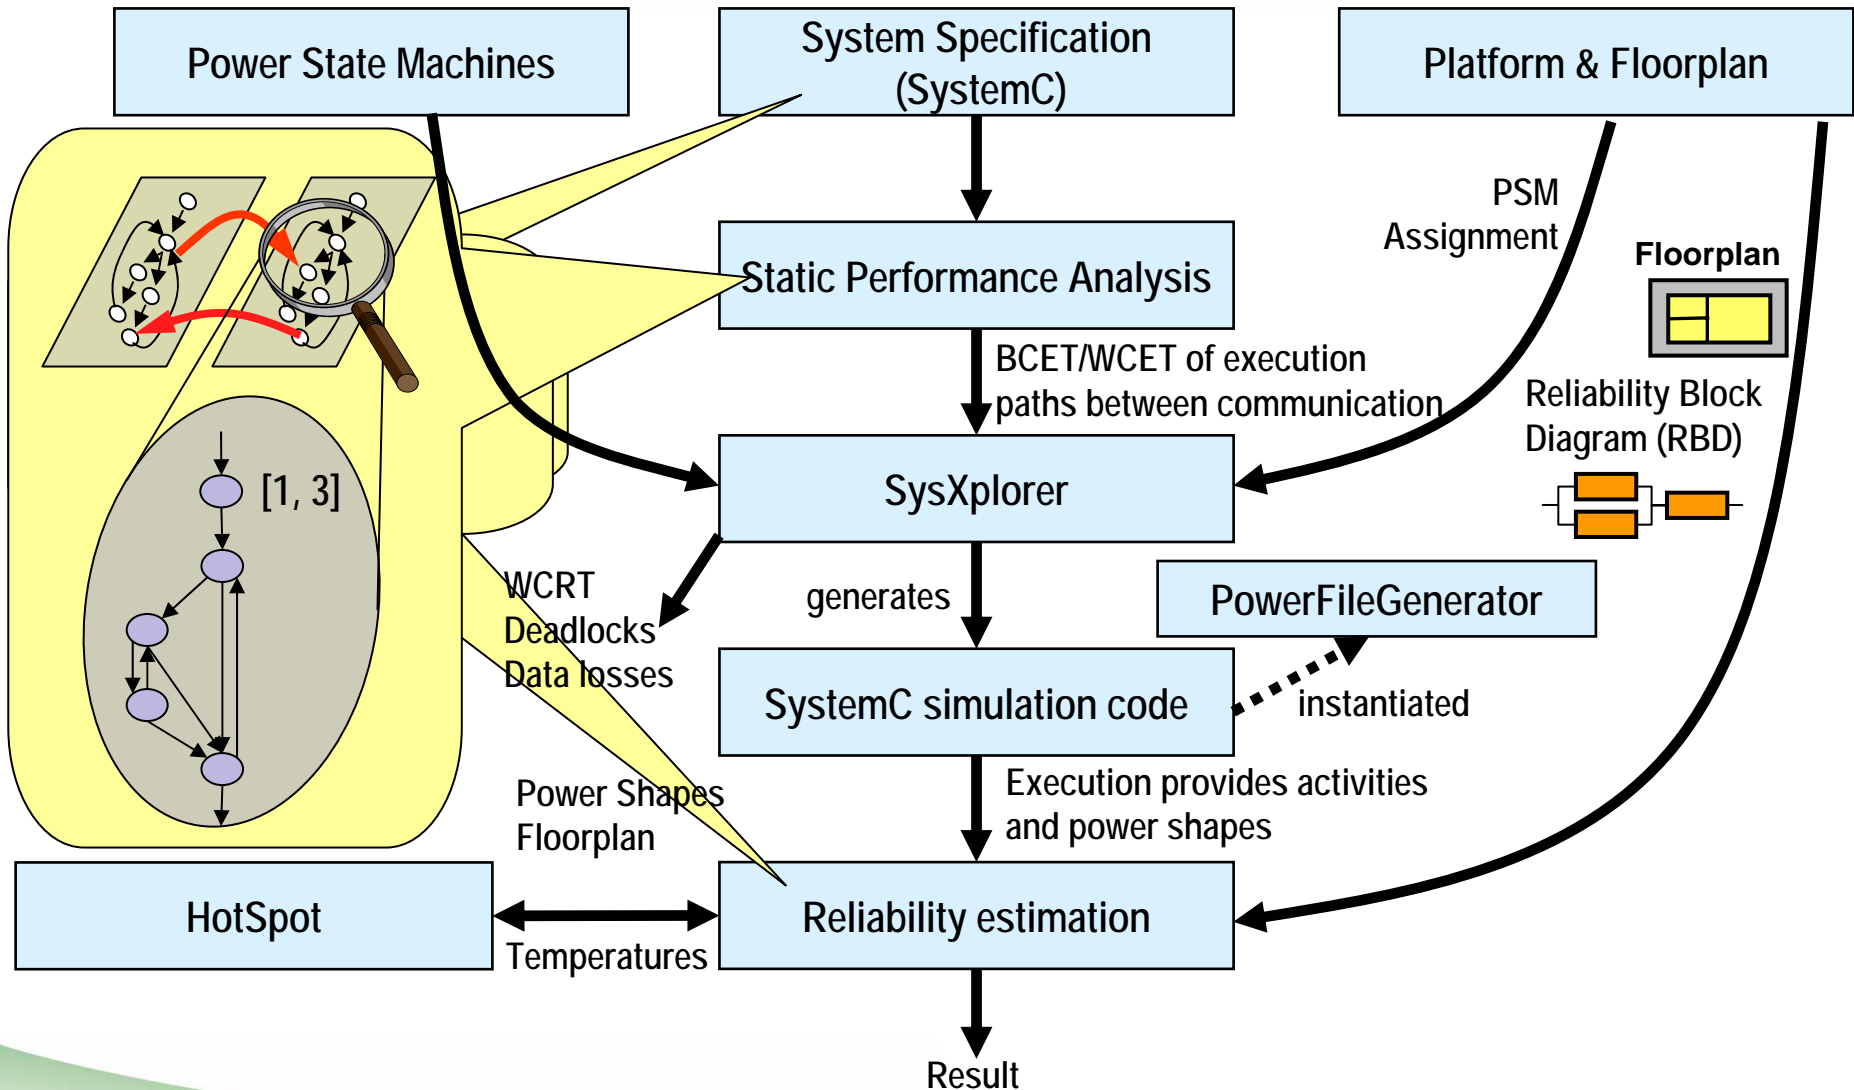 Power State Machines
System Specification
(SystemC)
Platform & Floorplan
PSM
Assignment
Floorplan
Static Performance Analysis
BCET/WCET of execution
paths between communication
Reliability Block
Diagram (RBD)
[1, 3]
SysXplorer
WCRT
Deadlocks
Data losses
generates
PowerFileGenerator
SystemC simulation code
instantiated
Power Shapes
Floorplan
Execution provides activities
and power shapes
HotSpot
Temperatures
Reliability estimation
Result